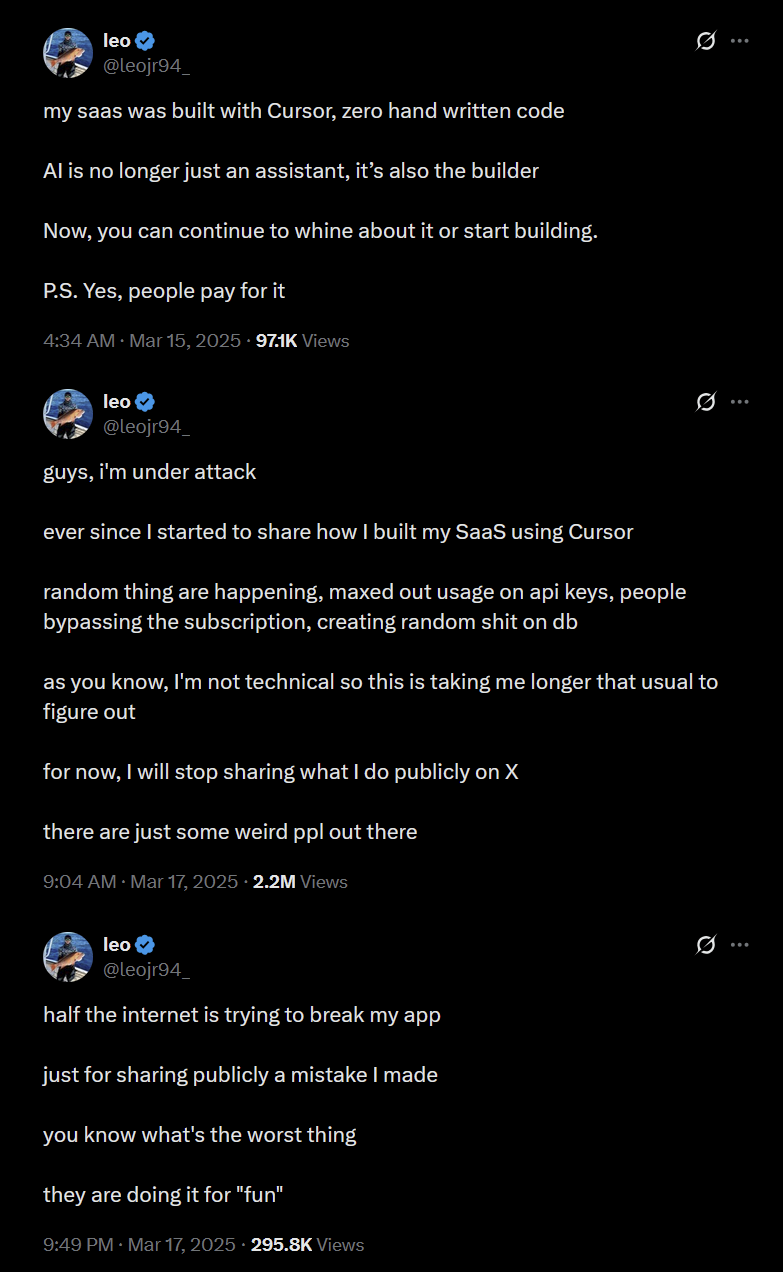 leo
@leojr94_
my saas was built with Cursor, zero hand written code
AI is no longer just an assistant, it’s also the builder
Now, you can continue to whine about it or start building.
P.S. Yes, people pay for it
4:34 AM · Mar 15, 2025 · 97.1K Views
leo
@leojr94_
guys, i'm under attack
ever since I started to share how I built my SaaS using Cursor
random thing are happening, maxed out usage on api keys, people
bypassing the subscription, creating random shit on db
as you know, I'm not technical so this is taking me longer that usual to
figure out
for now, I will stop sharing what I do publicly on X
there are just some weird ppl out there
9:04 AM · Mar 17, 2025 · 2.2M Views
leo
@leojr94_
half the internet is trying to break my app
just for sharing publicly a mistake I made
you know what's the worst thing
they are doing it for "fun"
9:49 PM · Mar 17, 2025 · 295.8K Views